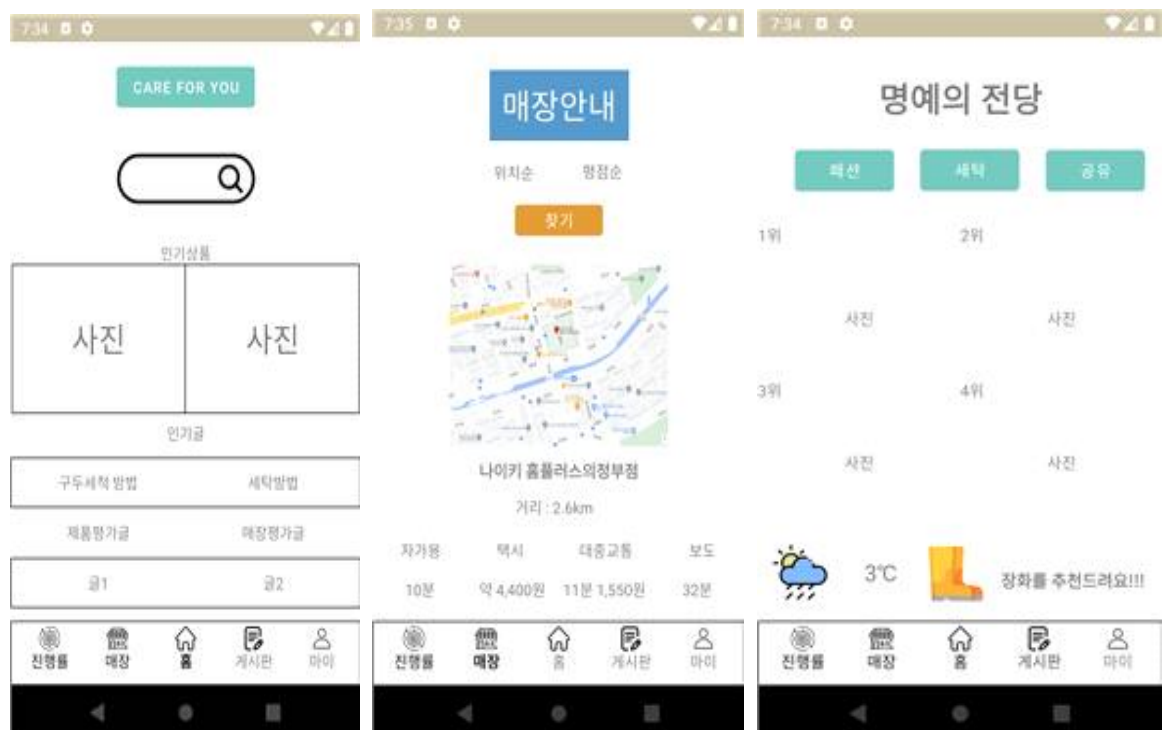 7:34
CARE FOR YOU
인기상품
사진 사진
인기글
구두세척 방법 세탁방법
제품평가글 매장평가글
글1 글2
진행률 매장 홈 게시판 마이
7:35
매장안내
위치순 평점순
찾기
나이키 홈플러스의정부점
거리 : 2.6km
자가용 택시 대중교통 보도
10분 약 4,400원 11분 1,550원 32분
진행률 매장 홈 게시판 마이
7:34
명예의 전당
패션 세탁 공유
1위 2위
사진 사진
3위 4위
사진 사진
3℃ 장화를 추천드려요!!!
진행률 매장 홈 게시판 마이